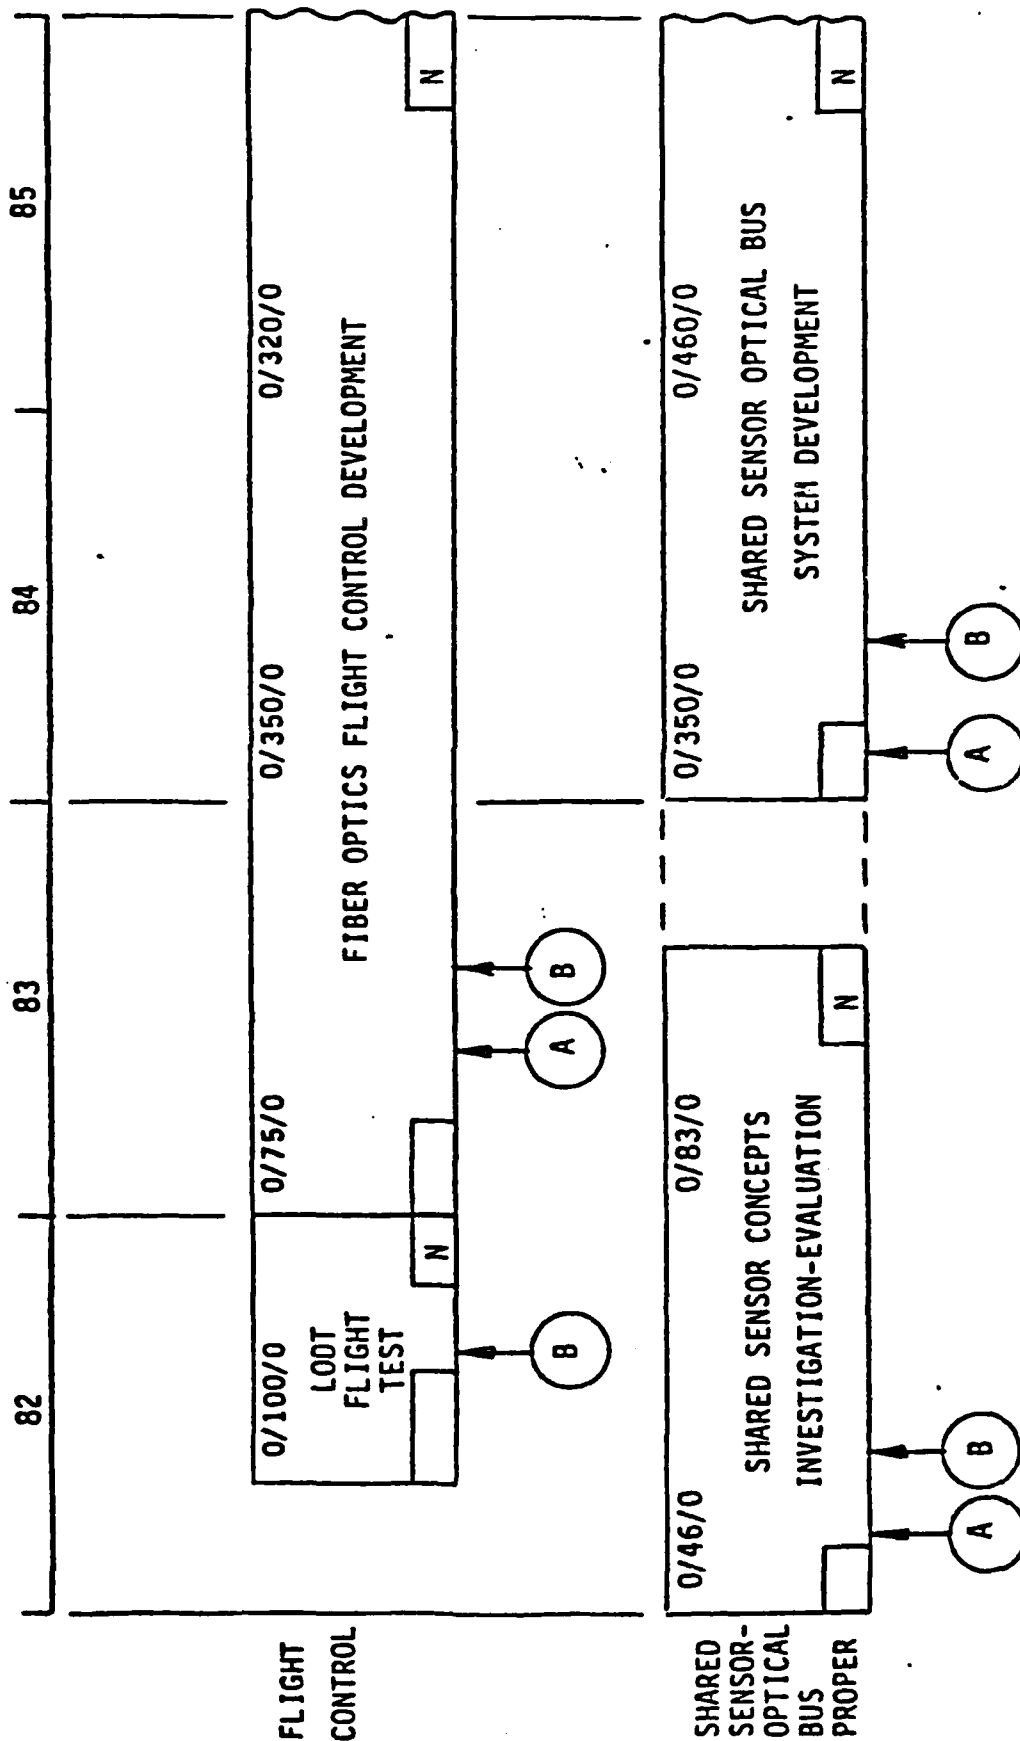 82
83
84
85
FLIGHT
CONTROL
0/100/0
LODT
FLIGHT
TEST
N
B
0/75/0
0/350/0
0/320/0
FIBER OPTICS FLIGHT CONTROL DEVELOPMENT
N
A
B
SHARED
SENSOR-
OPTICAL
BUS
PROPER
0/46/0
0/83/0
SHARED SENSOR CONCEPTS
INVESTIGATION-EVALUATION
N
A
B
0/350/0
0/460/0
SHARED SENSOR OPTICAL BUS
SYSTEM DEVELOPMENT
N
A
B